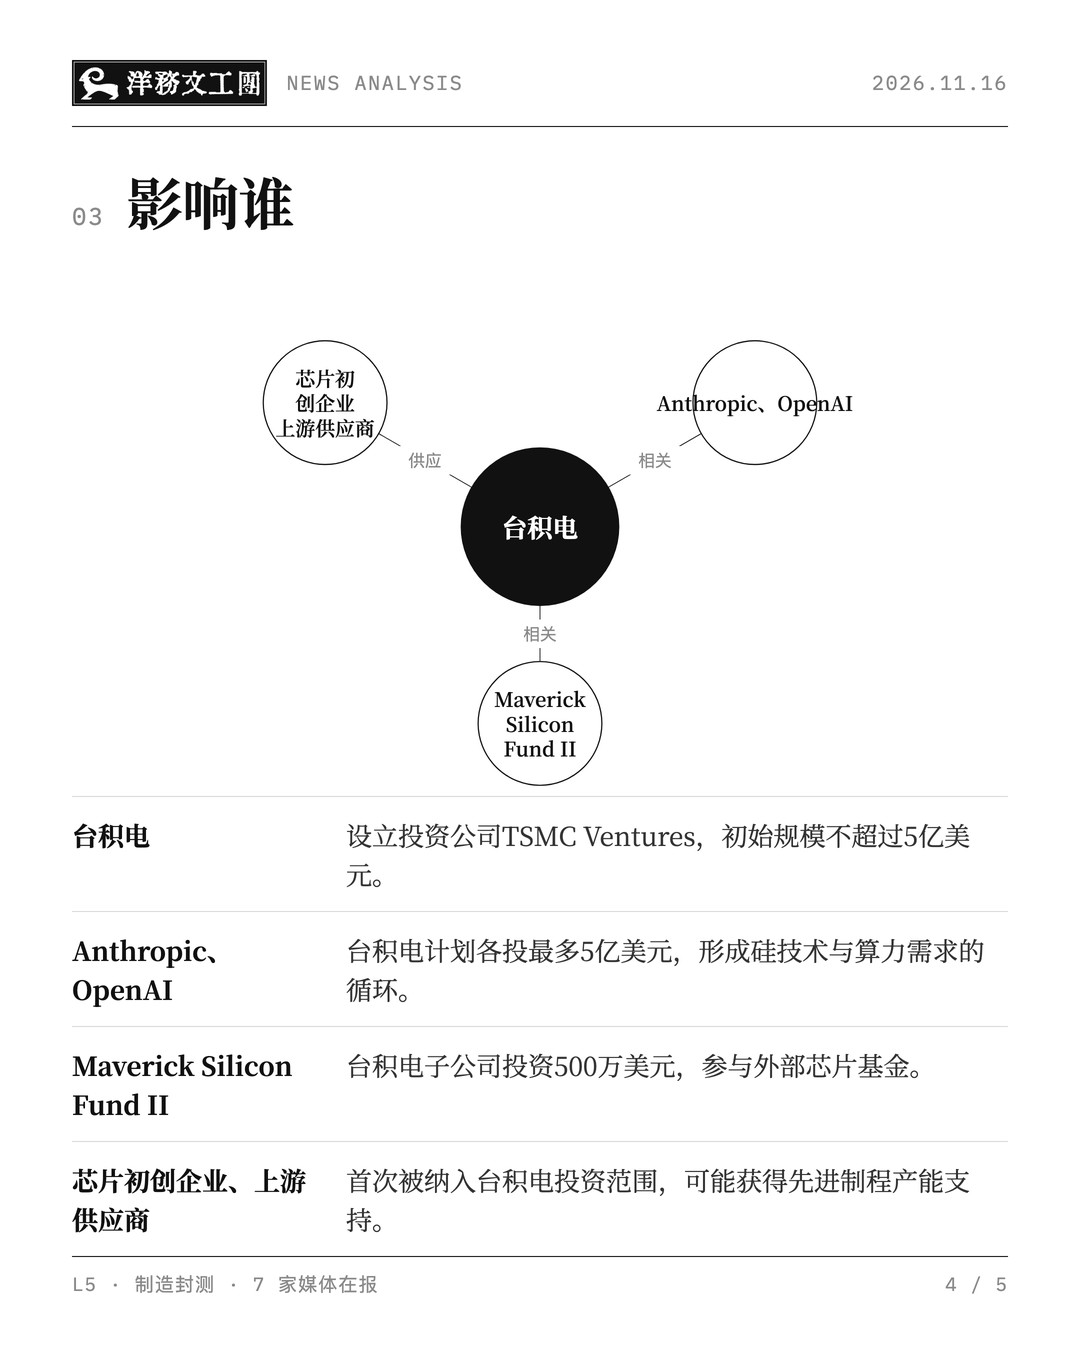 洋務文工團 NEWS ANALYSIS 2026.11.16
03 影响谁
芯片初
创企业
上游供应商
Anthropic、OpenAI
供应
相关
台积电
相关
Maverick
Silicon
Fund II
台积电
设立投资公司TSMC Ventures，初始规模不超过5亿美
元。
Anthropic、
OpenAI
台积电计划各投最多5亿美元，形成硅技术与算力需求的
循环。
Maverick Silicon
Fund II
台积电子公司投资500万美元，参与外部芯片基金。
芯片初创企业、上游
供应商
首次被纳入台积电投资范围，可能获得先进制程产能支
持。
L5 · 制造封测 · 7 家媒体在报
4 / 5